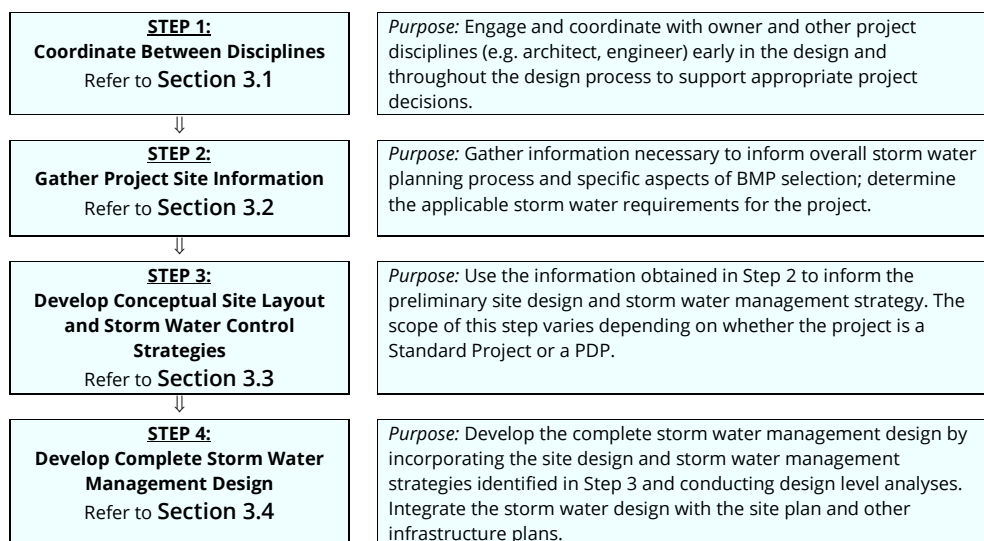 STEP 1:
Coordinate Between Disciplines
Refer to Section 3.1
Purpose: Engage and coordinate with owner and other project
disciplines (e.g. architect, engineer) early in the design and
throughout the design process to support appropriate project
decisions.
⇓
STEP 2:
Gather Project Site Information
Refer to Section 3.2
Purpose: Gather information necessary to inform overall storm water
planning process and specific aspects of BMP selection; determine
the applicable storm water requirements for the project.
⇓
STEP 3:
Develop Conceptual Site Layout
and Storm Water Control
Strategies
Refer to Section 3.3
Purpose: Use the information obtained in Step 2 to inform the
preliminary site design and storm water management strategy. The
scope of this step varies depending on whether the project is a
Standard Project or a PDP.
⇓
STEP 4:
Develop Complete Storm Water
Management Design
Refer to Section 3.4
Purpose: Develop the complete storm water management design by
incorporating the site design and storm water management
strategies identified in Step 3 and conducting design level analyses.
Integrate the storm water design with the site plan and other
infrastructure plans.